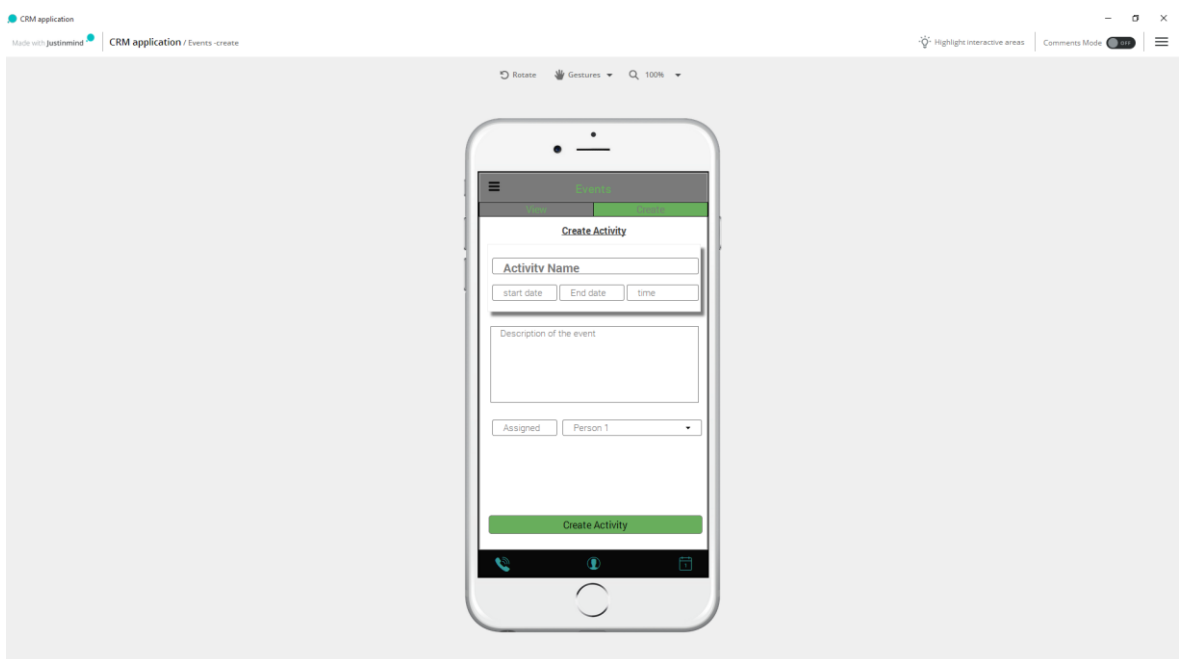 CRM application
Made with Justinmind CRM application / Events -create Highlight interactive areas Comments Mode OFF
Rotate Gestures 100%
Events
View Create
Create Activity
Activity Name
start date End date time
Description of the event
Assigned Person 1
Create Activity